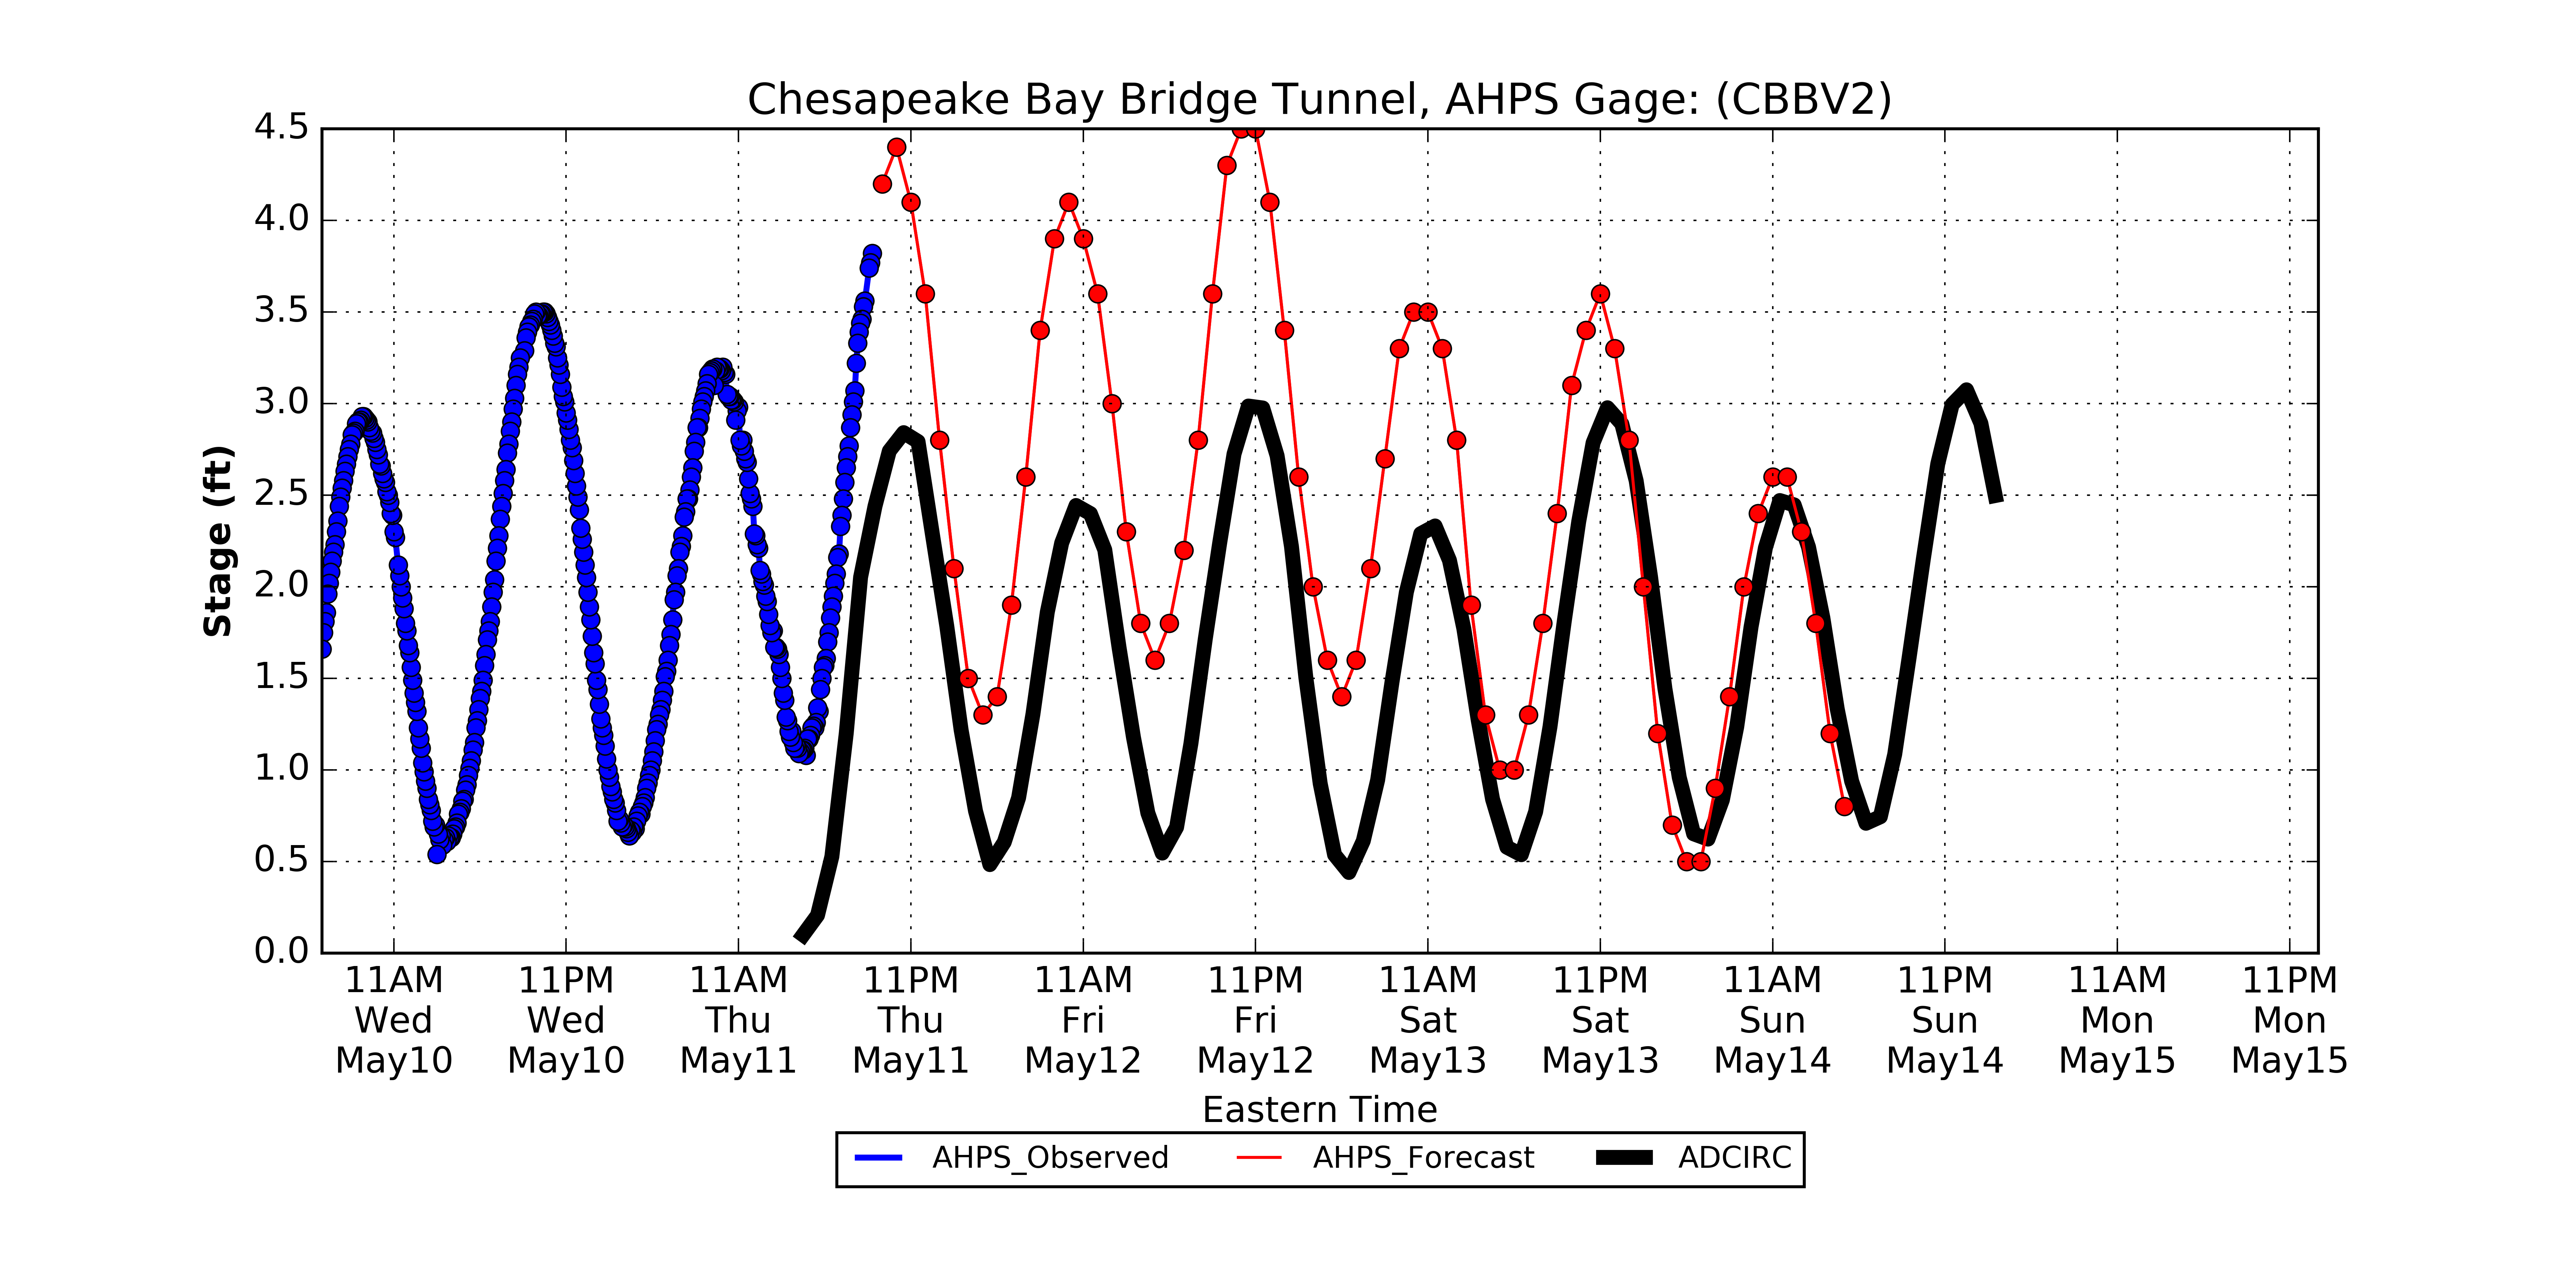 Chesapeake Bay Bridge Tunnel, AHPS Gage: (CBBV2)
4.5
4.0
3.5
3.0
2.5
2.0
1.5
1.0
0.5
0.0
Stage (ft)
11AM 11PM 11AM 11PM 11AM 11PM 11AM 11PM 11AM 11PM 11AM 11PM
Wed Wed Thu Thu Fri Fri Sat Sat Sun Sun Mon Mon
May10 May10 May11 May11 May12 May12 May13 May13 May14 May14 May15 May15
Eastern Time
AHPS_Observed AHPS_Forecast ADCIRC